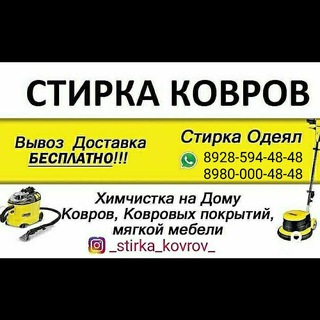 СТИРКА КОВРОВ
Вывоз Доставка
БЕСПЛАТНО!!!
Стирка Одеял
8928-594-48-48
8980-000-48-48
Химчистка на Дому
Ковров, Ковровых покрытий,
мягкой мебели
_stirka_kovrov_